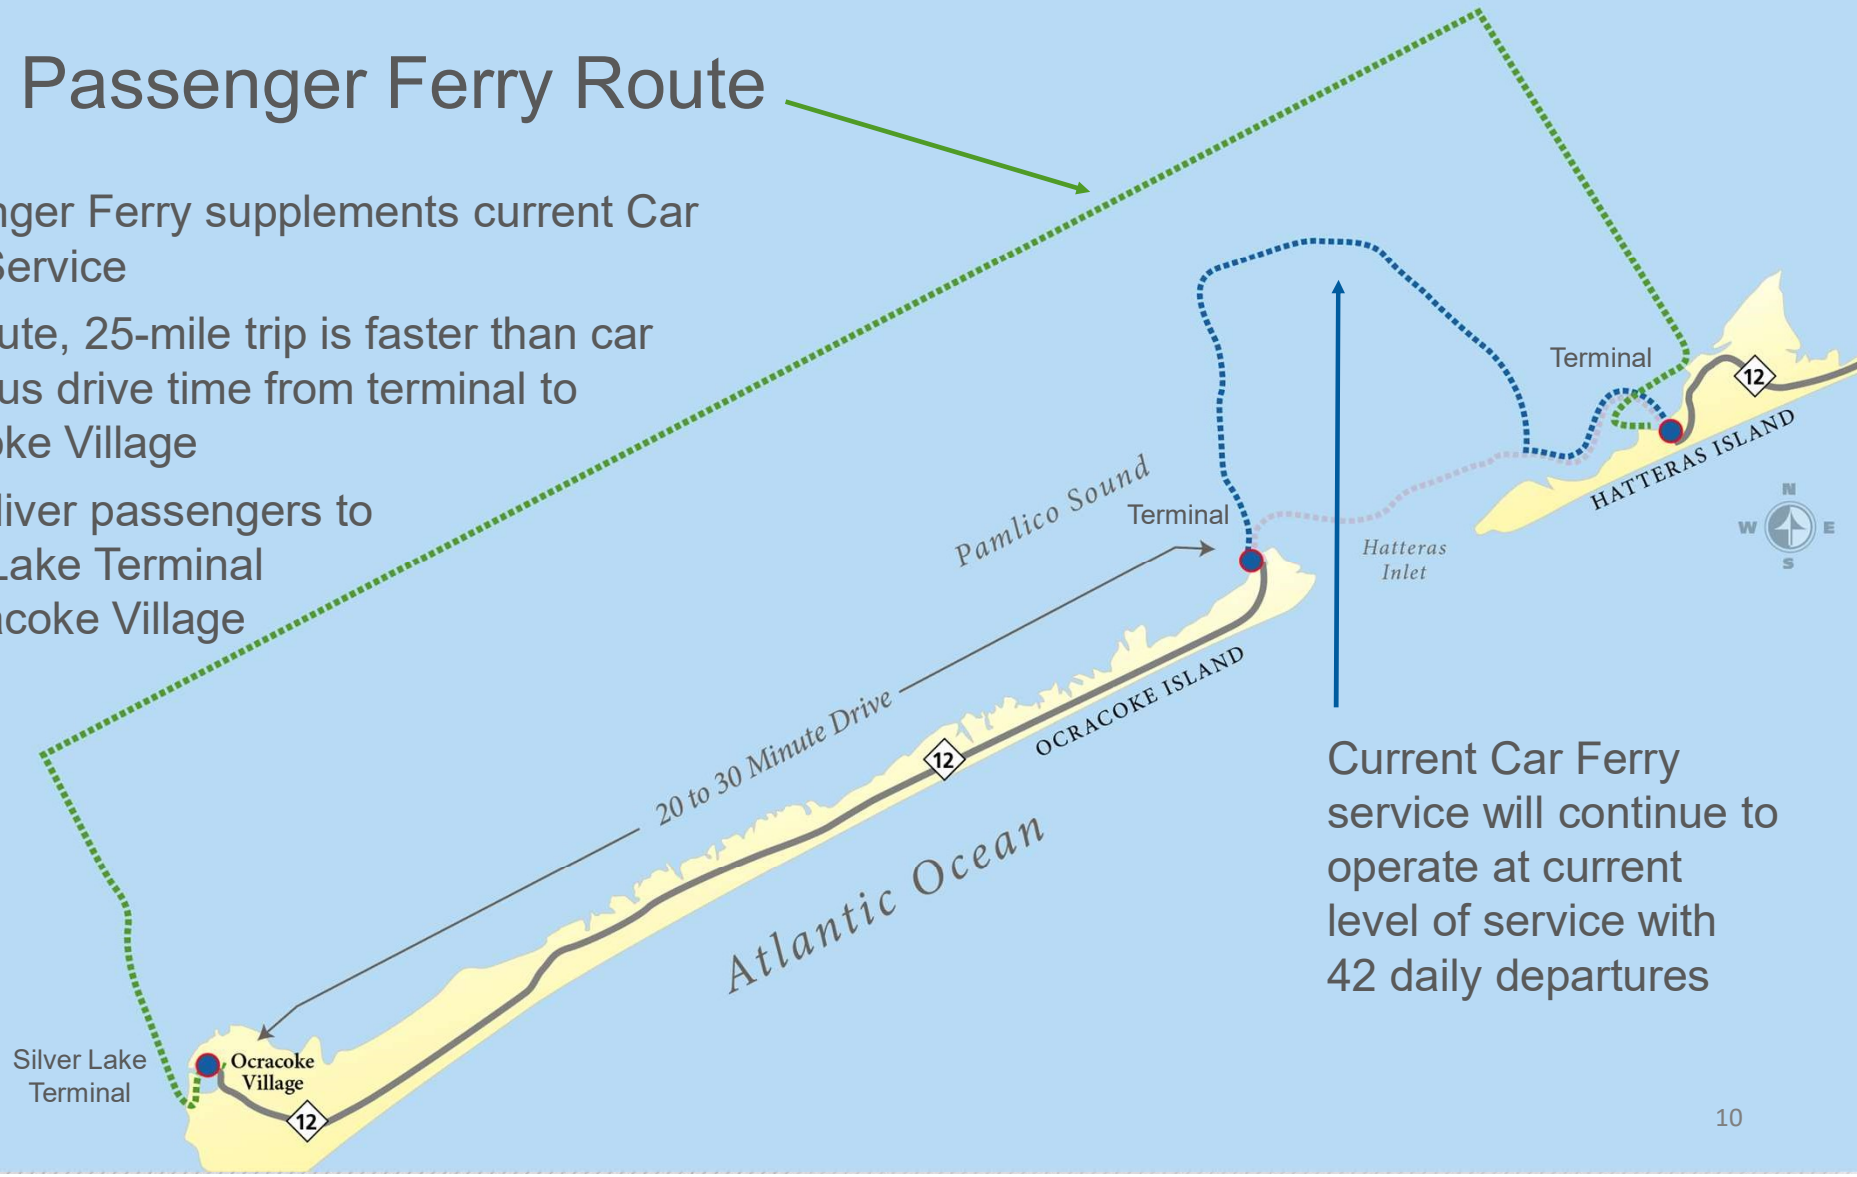 Passenger Ferry Route
nger Ferry supplements current Car
Service
ute, 25-mile trip is faster than car
us drive time from terminal to
oke Village
liver passengers to
Lake Terminal
acoke Village
Terminal
12
HATTERAS ISLAND
N
W E
S
Pamlico Sound
Terminal
Hatteras
Inlet
OCRACOKE ISLAND
20 to 30 Minute Drive
12
Atlantic Ocean
Current Car Ferry
service will continue to
operate at current
level of service with
42 daily departures
Silver Lake
Terminal
Ocracoke
Village
12
10